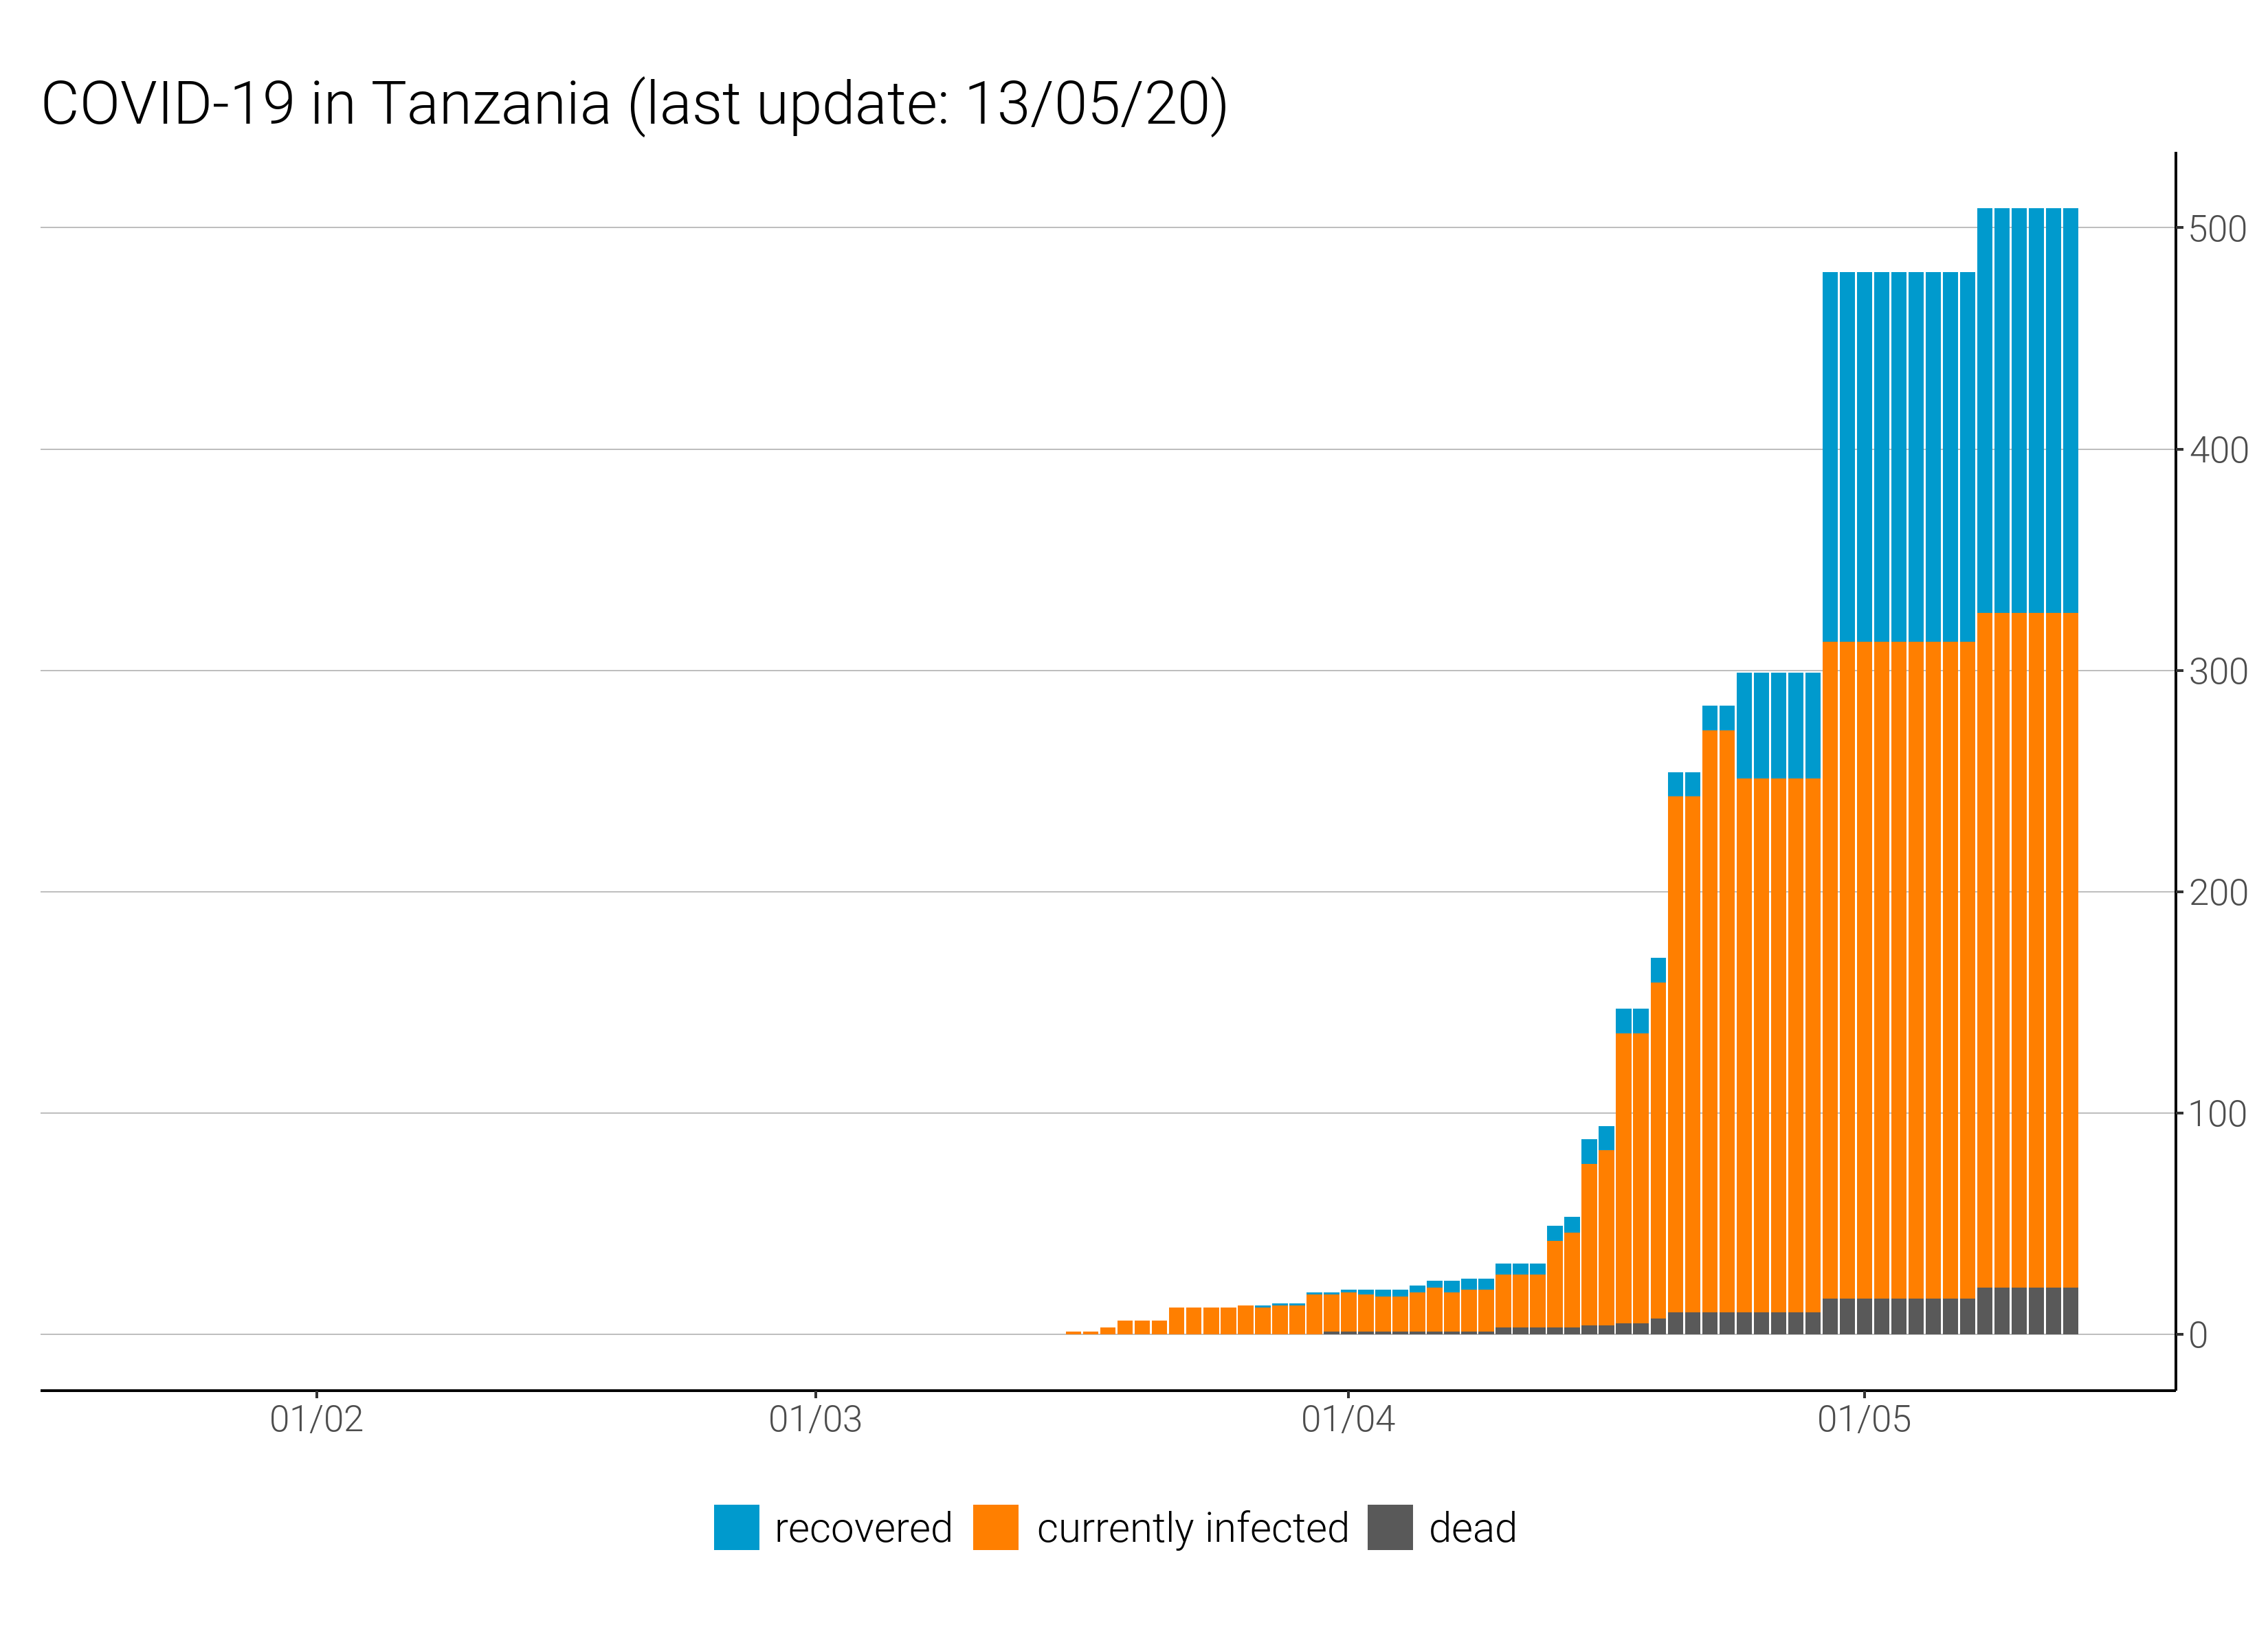 COVID-19 in Tanzania (last update: 13/05/20)
500
400
300
200
100
0
01/02 01/03 01/04 01/05
recovered currently infected dead